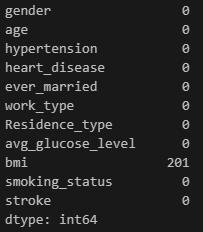 gender 0
age 0
hypertension 0
heart_disease 0
ever_married 0
work_type 0
Residence_type 0
avg_glucose_level 0
bmi 201
smoking_status 0
stroke 0
dtype: int64